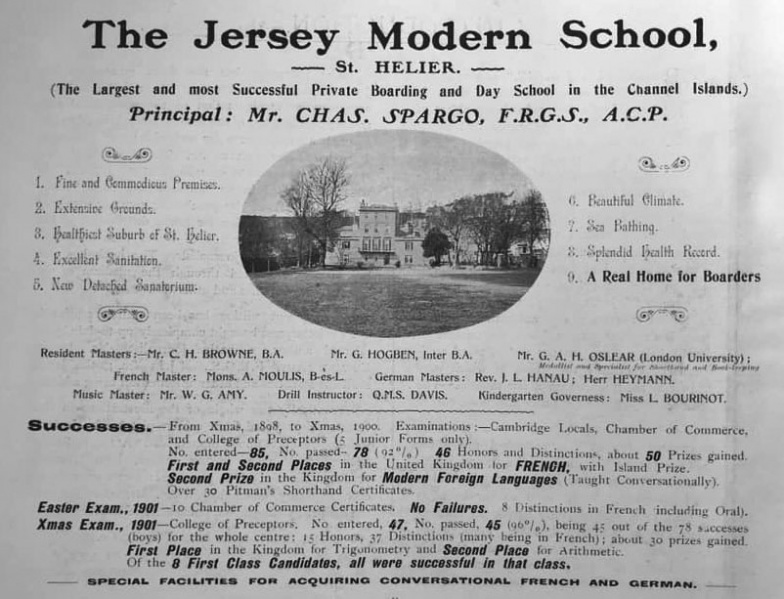 The Jersey Modern School,
St. HELIER.
(The Largest and most Successful Private Boarding and Day School in the Channel Islands.)
Principal: Mr. CHAS. SPARGO, F.R.G.S., A.C.P.
1. Fine and Commodious Premises.
2. Extensive Grounds.
3. Healthiest Suburb of St. Helier.
4. Excellent Sanitation.
5. New Detached Sanatorium.
6. Beautiful Climate.
7. Sea Bathing.
8. Splendid Health Record.
9. A Real Home for Boarders
Resident Masters:—Mr. C. H. BROWNE, B.A. Mr. G. HOGBEN, Inter B.A. Mr. G. A. H. OSLEAR (London University);
Medallist and Specialist for Shorthand and Book-keeping
French Master: Mons. A. MOULIS, B-ès-L. German Masters: Rev. J. L. HANAU; Herr HEYMANN.
Music Master: Mr. W. G. AMY. Drill Instructor: Q.M.S. DAVIS. Kindergarten Governess: Miss L. BOURINOT.
Successes.—From Xmas, 1898, to Xmas, 1900. Examinations:—Cambridge Locals, Chamber of Commerce,
and College of Preceptors (5 Junior Forms only).
No. entered—85, No. passed—78 (92%) 46 Honors and Distinctions, about 50 Prizes gained.
First and Second Places in the United Kingdom for FRENCH, with Island Prize.
Second Prize in the Kingdom for Modern Foreign Languages (Taught Conversationally).
Over 30 Pitman's Shorthand Certificates.
Easter Exam., 1901—10 Chamber of Commerce Certificates. No Failures. 8 Distinctions in French (including Oral).
Xmas Exam., 1901—College of Preceptors. No entered, 47, No. passed, 45 (96%), being 45 out of the 78 successes
(boys) for the whole centre: 15 Honors, 37 Distinctions (many being in French); about 30 prizes gained.
First Place in the Kingdom for Trigonometry and Second Place for Arithmetic.
Of the 8 First Class Candidates, all were successful in that class.
SPECIAL FACILITIES FOR ACQUIRING CONVERSATIONAL FRENCH AND GERMAN.